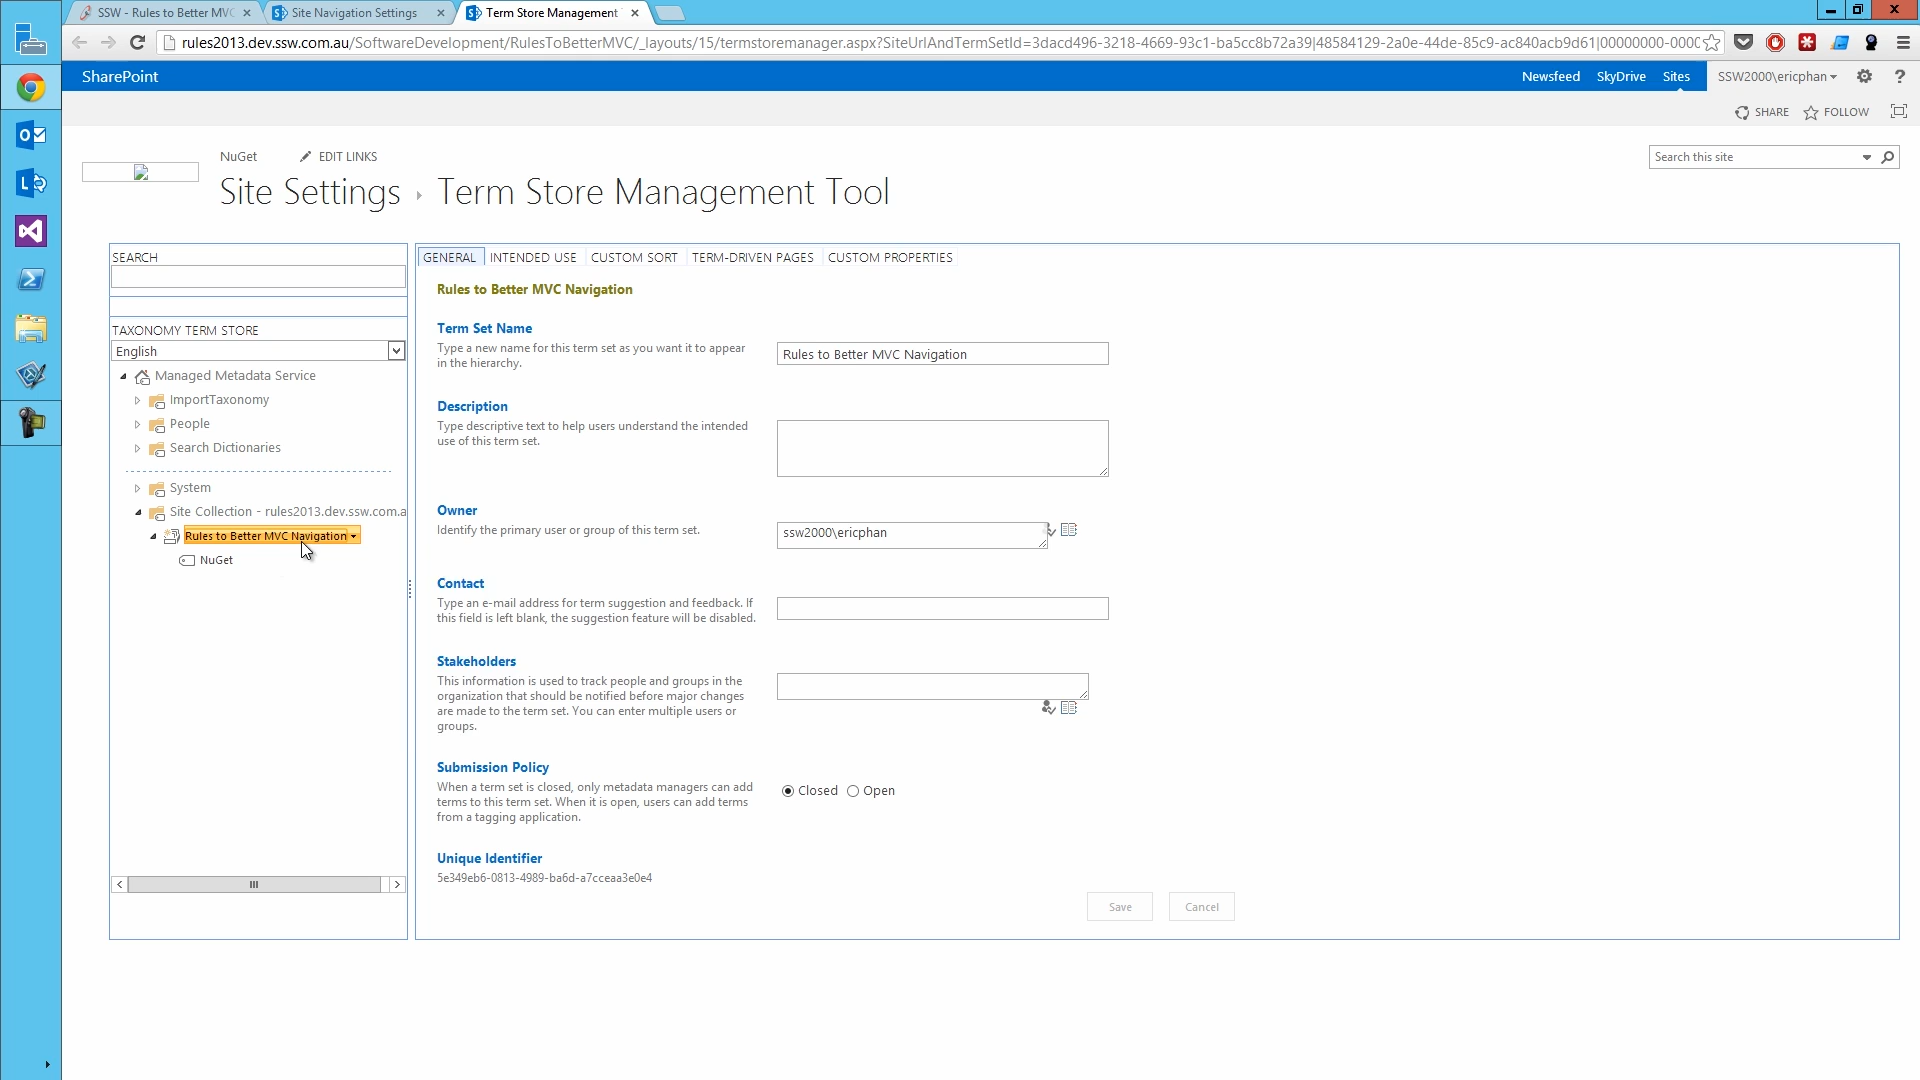 SSW - Rules to Better MVC
Site Navigation Settings
Term Store Management
rules2013.dev.ssw.com.au/SoftwareDevelopment/RulesToBetterMVC/_layouts/15/termstoremanager.aspx?SiteUrlAndTermSetId=3dacd496-3218-4669-93c1-ba5cc8b72a39|48584129-2a0e-44de-85c9-ac840acb9d61|00000000-000
SharePoint
Newsfeed
SkyDrive
Sites
SSW2000\ericphan
?
SHARE
FOLLOW
NuGet
EDIT LINKS
Search this site
Site Settings
Term Store Management Tool
SEARCH
TAXONOMY TERM STORE
English
Managed Metadata Service
ImportTaxonomy
People
Search Dictionaries
System
Site Collection - rules2013.dev.ssw.com.a
Rules to Better MVC Navigation
NuGet
GENERAL
INTENDED USE
CUSTOM SORT
TERM-DRIVEN PAGES
CUSTOM PROPERTIES
Rules to Better MVC Navigation
Term Set Name
Type a new name for this term set as you want it to appear
in the hierarchy.
Rules to Better MVC Navigation
Description
Type descriptive text to help users understand the intended
use of this term set.
Owner
Identify the primary user or group of this term set.
ssw2000\ericphan
Contact
Type an e-mail address for term suggestion and feedback. If
this field is left blank, the suggestion feature will be disabled.
Stakeholders
This information is used to track people and groups in the
organization that should be notified before major changes
are made to the term set. You can enter multiple users or
groups.
Submission Policy
When a term set is closed, only metadata managers can add
terms to this term set. When it is open, users can add terms
from a tagging application.
Closed
Open
Unique Identifier
5e349eb6-0813-4989-ba6d-a7cceaa3e0e4
Save
Cancel